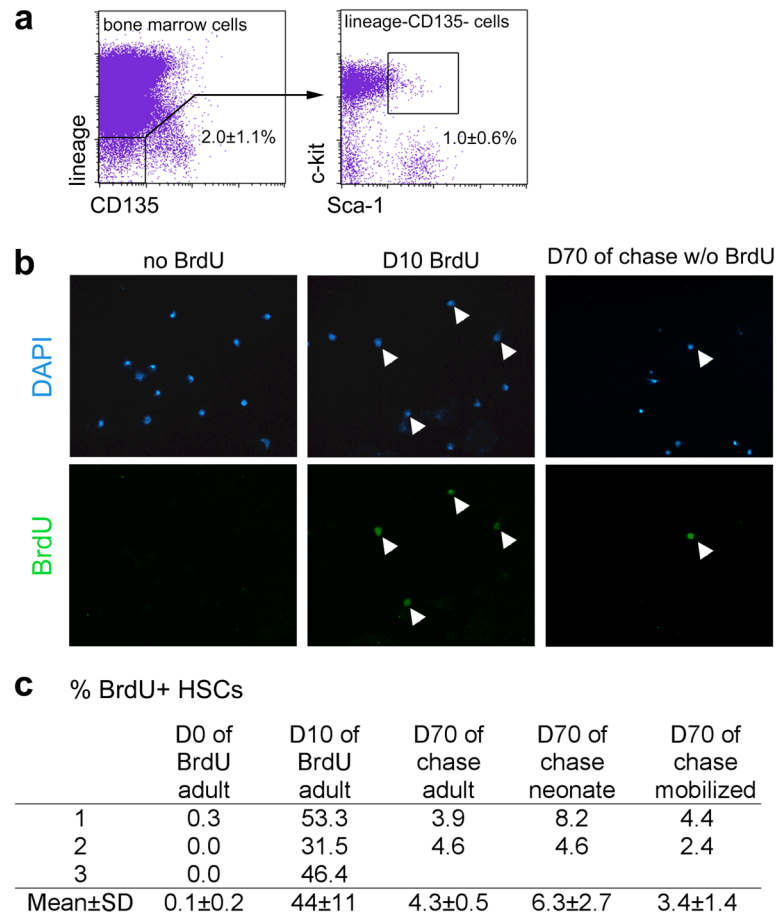 a
bone marrow cells
lineage-CD135- cells
lineage
2.0±1.1%
CD135
c-kit
1.0±0.6%
Sca-1
b
no BrdU
D10 BrdU
D70 of chase w/o BrdU
DAPI
BrdU
c % BrdU+ HSCs
D0 of D10 of D70 of D70 of D70 of
BrdU BrdU chase chase chase
adult adult adult neonate mobilized
1 0.3 53.3 3.9 8.2 4.4
2 0.0 31.5 4.6 4.6 2.4
3 0.0 46.4
Mean±SD 0.1±0.2 44±11 4.3±0.5 6.3±2.7 3.4±1.4